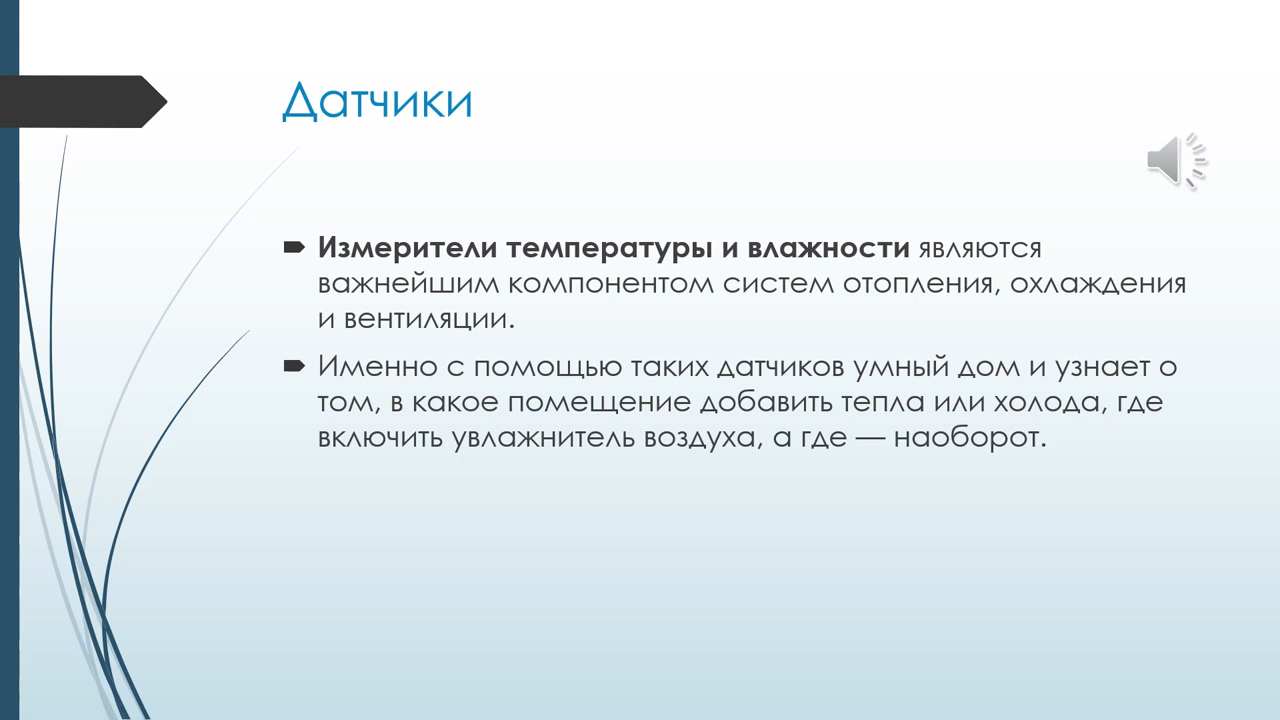 Датчики
Измерители температуры и влажности являются
важнейшим компонентом систем отопления, охлаждения
и вентиляции.
Именно с помощью таких датчиков умный дом и узнает о
том, в какое помещение добавить тепла или холода, где
включить увлажнитель воздуха, а где — наоборот.